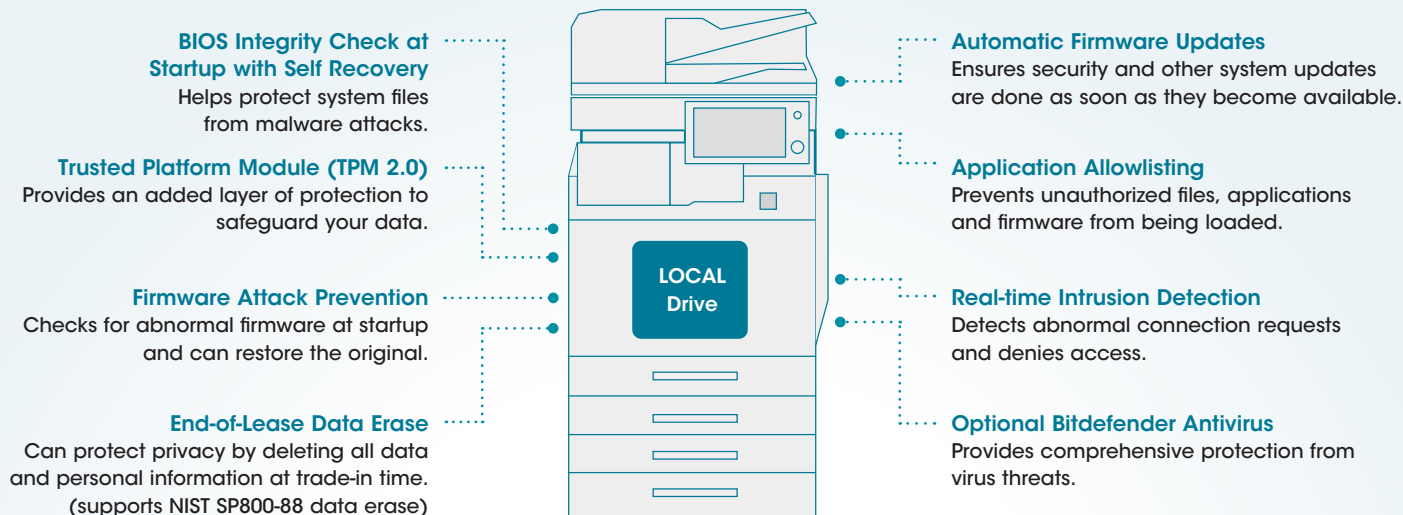 BIOS Integrity Check at
Startup with Self Recovery
Helps protect system files
from malware attacks.
Trusted Platform Module (TPM 2.0)
Provides an added layer of protection to
safeguard your data.
Firmware Attack Prevention
Checks for abnormal firmware at startup
and can restore the original.
End-of-Lease Data Erase
Can protect privacy by deleting all data
and personal information at trade-in time.
(supports NIST SP800-88 data erase)
LOCAL
Drive
Automatic Firmware Updates
Ensures security and other system updates
are done as soon as they become available.
Application Allowlisting
Prevents unauthorized files, applications
and firmware from being loaded.
Real-time Intrusion Detection
Detects abnormal connection requests
and denies access.
Optional Bitdefender Antivirus
Provides comprehensive protection from
virus threats.